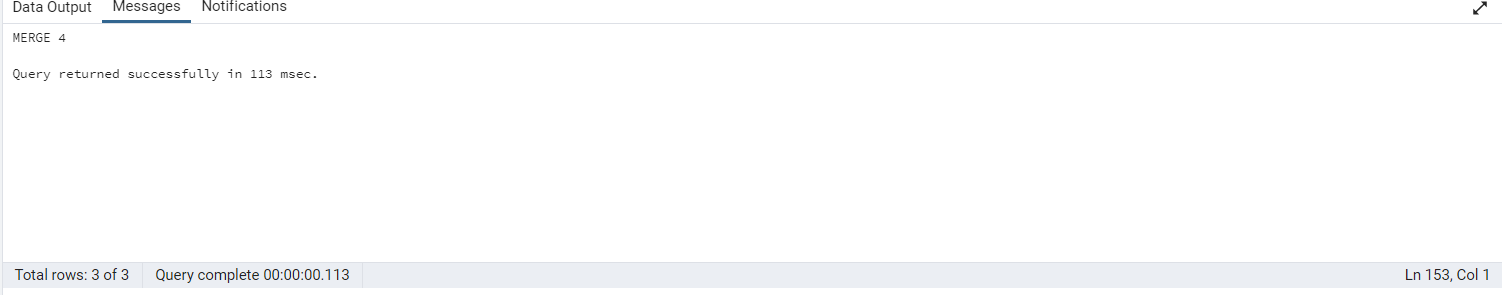 Data Output Messages Notifications
MERGE 4
Query returned successfully in 113 msec.
Total rows: 3 of 3 Query complete 00:00:00.113 Ln 153, Col 1